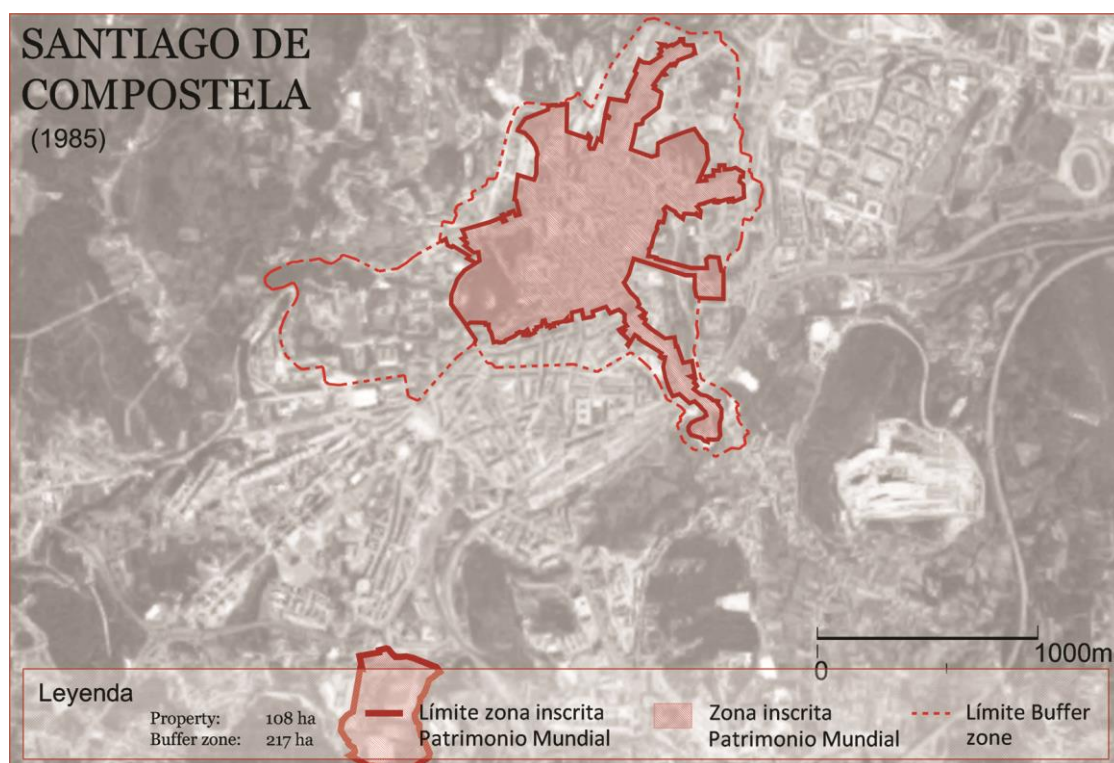 SANTIAGO DE
COMPOSTELA
(1985)
0
1000m
Leyenda
Property: 108 ha
Buffer zone: 217 ha
Límite zona inscrita
Patrimonio Mundial
Zona inscrita
Patrimonio Mundial
Límite Buffer
zone